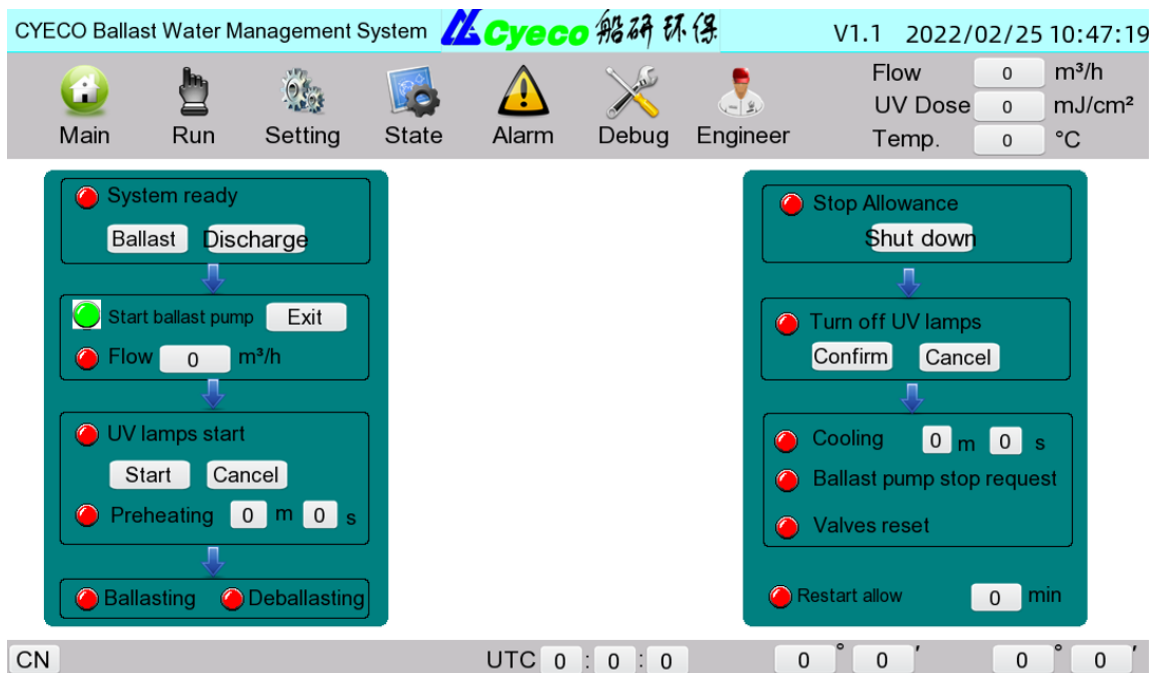 CYECO Ballast Water Management System Cyeco 船研环保 V1.1 2022/02/25 10:47:19
Main Run Setting State Alarm Debug Engineer
Flow 0 m³/h
UV Dose 0 mJ/cm²
Temp. 0 °C
System ready
Ballast Discharge
Start ballast pump Exit
Flow 0 m³/h
UV lamps start
Start Cancel
Preheating 0 m 0 s
Ballasting Deballasting
Stop Allowance
Shut down
Turn off UV lamps
Confirm Cancel
Cooling 0 m 0 s
Ballast pump stop request
Valves reset
Restart allow 0 min
CN UTC 0 : 0 : 0 0 ° 0 ′ 0 ° 0 ′